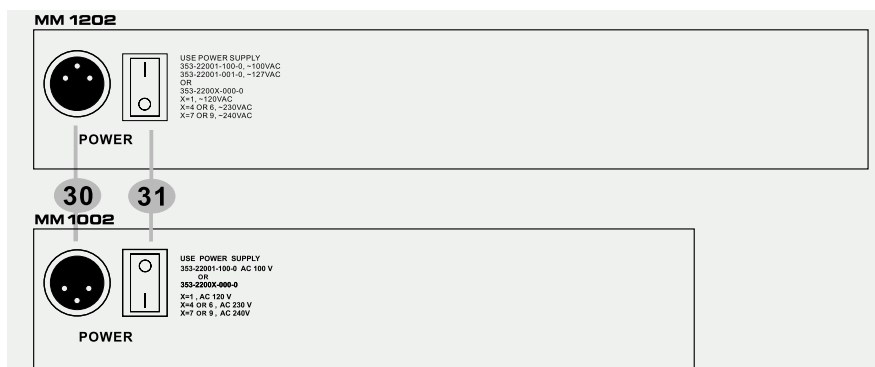 MM 1202
USE POWER SUPPLY
353-22001-100-0, ~100VAC
353-22001-001-0, ~127VAC
OR
353-2200X-000-0
X=1, ~120VAC
X=4 OR 6, ~230VAC
X=7 OR 9, ~240VAC
POWER
30 31
MM 1002
USE POWER SUPPLY
353-22001-100-0 AC 100 V
OR
353-2200X-000-0
X=1 , AC 120 V
X=4 OR 6 , AC 230 V
X=7 OR 9 , AC 240V
POWER